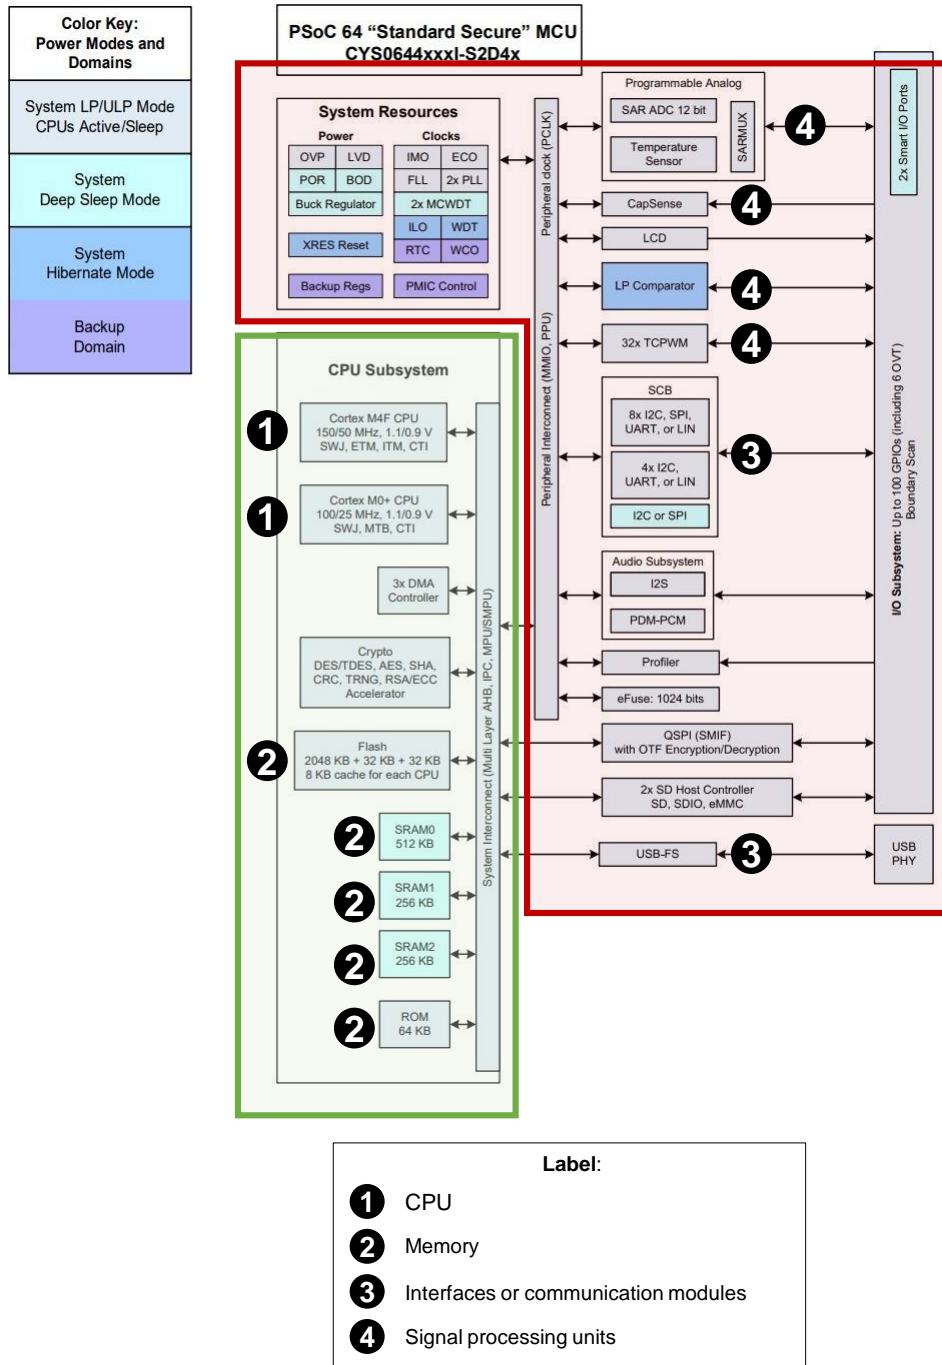 Color Key:
Power Modes and
Domains
System LP/ULP Mode
CPUs Active/Sleep
System
Deep Sleep Mode
System
Hibernate Mode
Backup
Domain
PSoC 64 “Standard Secure” MCU
CYS0644xxxI-S2D4x
System Resources
Power
Clocks
OVP
LVD
IMO
ECO
POR
BOD
FLL
2x PLL
Buck Regulator
2x MCWDT
XRES Reset
ILO
WDT
RTC
WCO
Backup Regs
PMIC Control
Peripheral clock (PCLK)
Peripheral Interconnect (MMIO, PPU)
Programmable Analog
SAR ADC 12 bit
Temperature
Sensor
SARMUX
4
CapSense
4
LCD
LP Comparator
4
32x TCPWM
4
SCB
8x I2C, SPI,
UART, or LIN
4x I2C,
UART, or LIN
I2C or SPI
3
Audio Subsystem
I2S
PDM-PCM
Profiler
eFuse: 1024 bits
QSPI (SMIF)
with OTF Encryption/Decryption
2x SD Host Controller
SD, SDIO, eMMC
USB-FS
3
2x Smart I/O Ports
I/O Subsystem: Up to 100 GPIOs (including 6 OVT)
Boundary Scan
USB
PHY
CPU Subsystem
1
Cortex M4F CPU
150/50 MHz, 1.1/0.9 V
SWJ, ETM, ITM, CTI
1
Cortex M0+ CPU
100/25 MHz, 1.1/0.9 V
SWJ, MTB, CTI
3x DMA
Controller
Crypto
DES/TDES, AES, SHA,
CRC, TRNG, RSA/ECC
Accelerator
2
Flash
2048 KB + 32 KB + 32 KB
8 KB cache for each CPU
2
SRAM0
512 KB
2
SRAM1
256 KB
2
SRAM2
256 KB
2
ROM
64 KB
System Interconnect (Multi Layer AHB, IPC, MPU/SMPU)
Label:
1 CPU
2 Memory
3 Interfaces or communication modules
4 Signal processing units